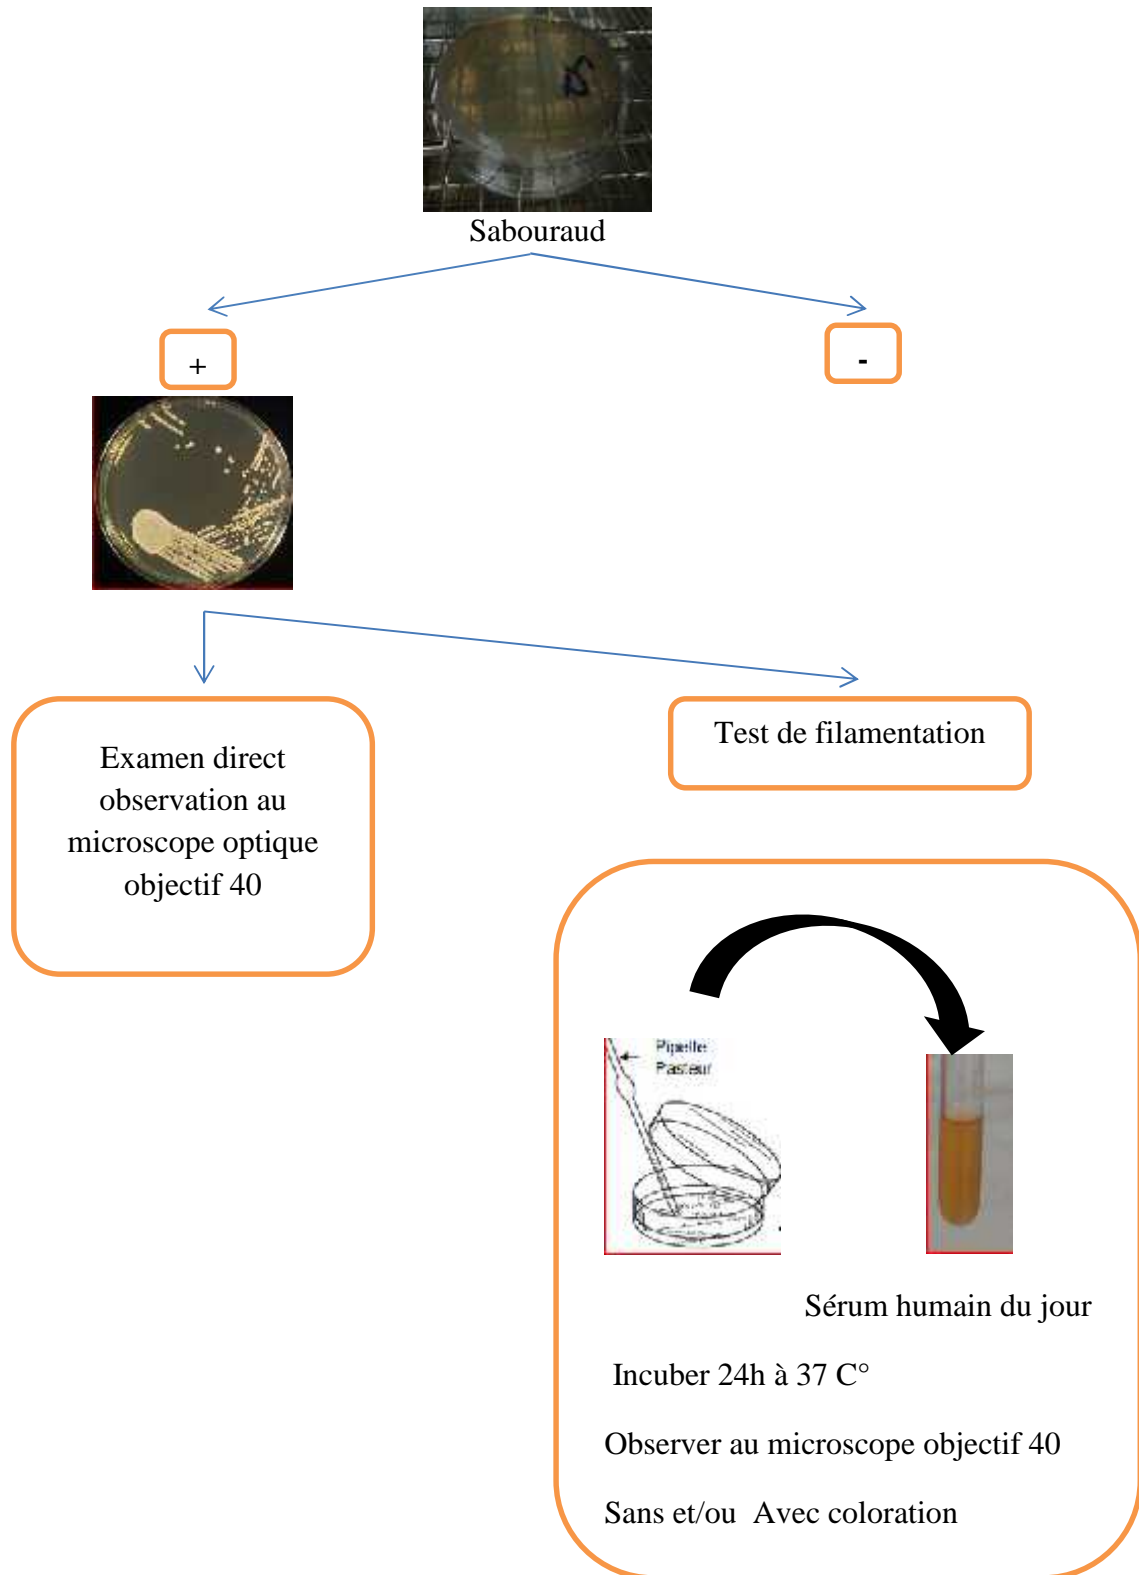 Sabouraud
+
-
Examen direct
observation au
microscope optique
objectif 40
Test de filamentation
Pipette
Pasteur
Sérum humain du jour
Incuber 24h à 37 C°
Observer au microscope objectif 40
Sans et/ou Avec coloration